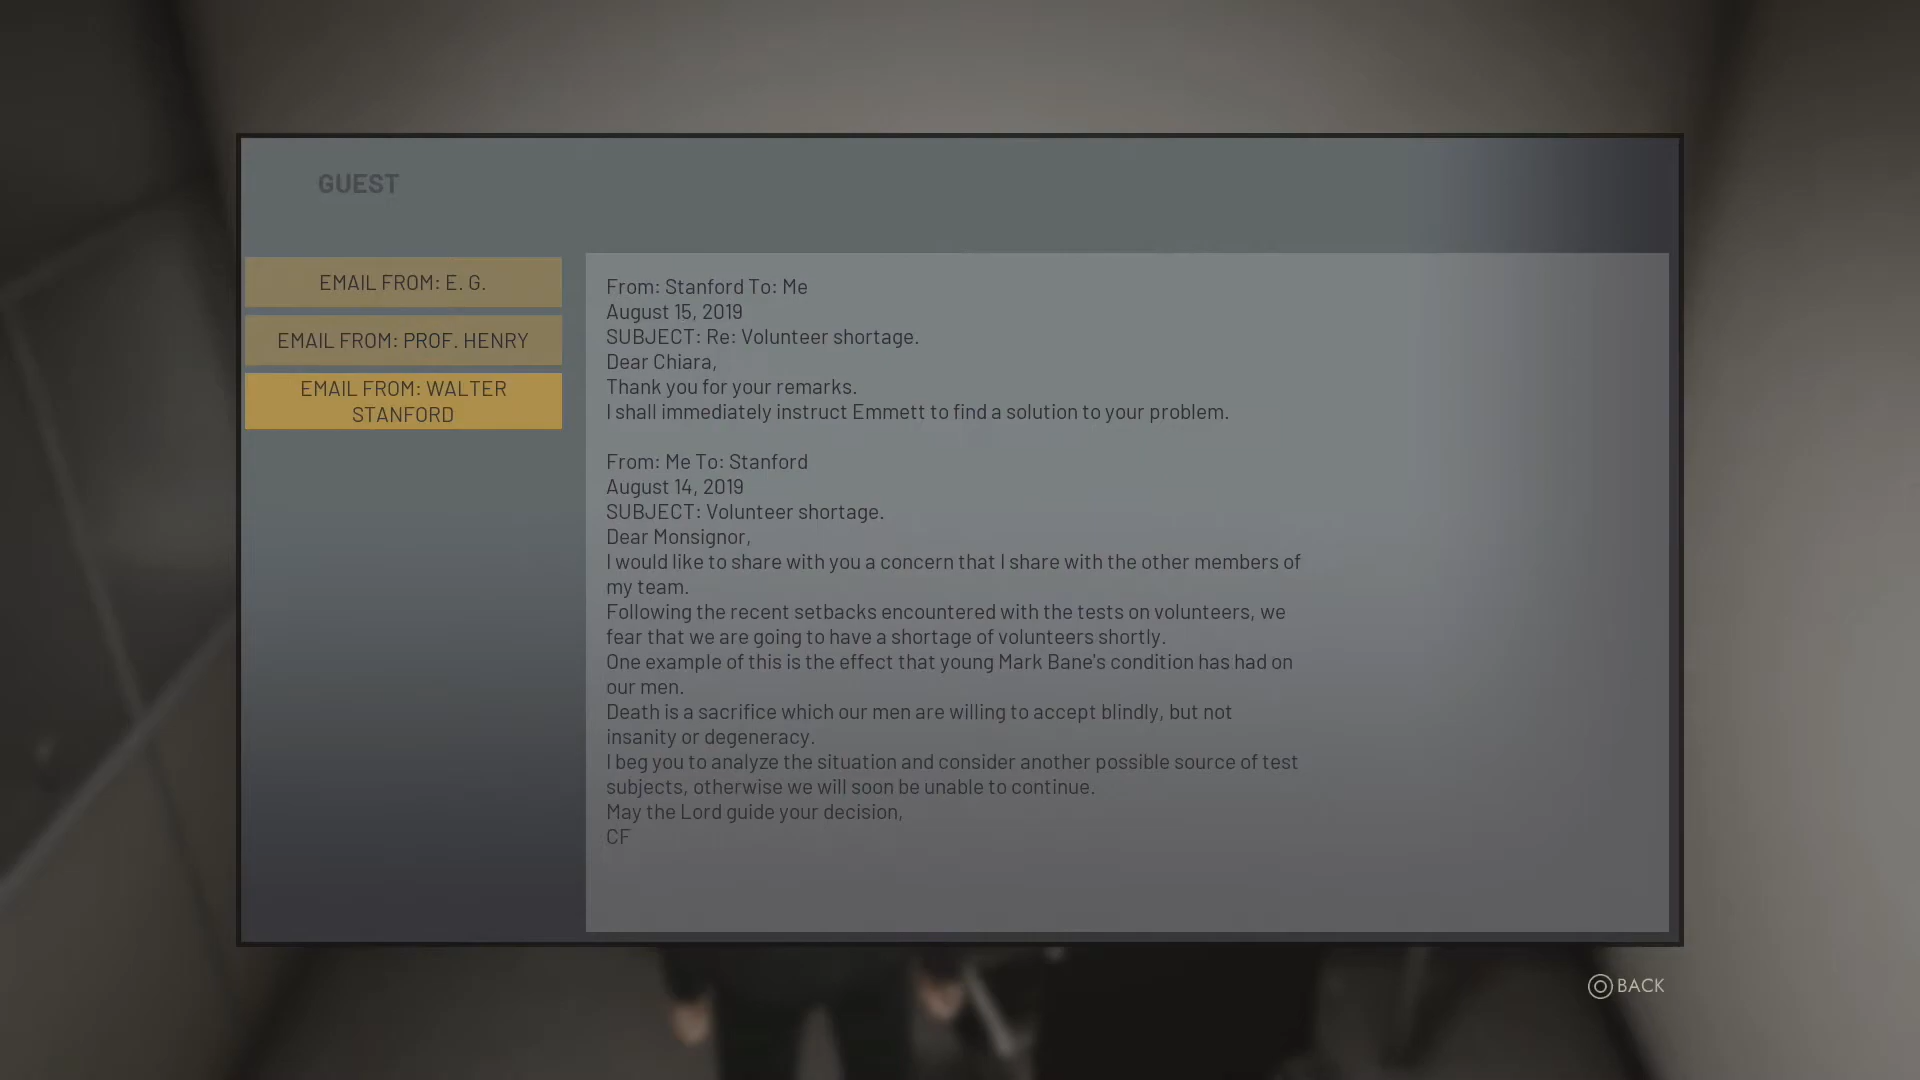 GUEST
EMAIL FROM: E. G.
EMAIL FROM: PROF. HENRY
EMAIL FROM: WALTER
STANFORD
From: Stanford To: Me
August 15, 2019
SUBJECT: Re: Volunteer shortage.
Dear Chiara,
Thank you for your remarks.
I shall immediately instruct Emmett to find a solution to your problem.
From: Me To: Stanford
August 14, 2019
SUBJECT: Volunteer shortage.
Dear Monsignor,
I would like to share with you a concern that I share with the other members of
my team.
Following the recent setbacks encountered with the tests on volunteers, we
fear that we are going to have a shortage of volunteers shortly.
One example of this is the effect that young Mark Bane's condition has had on
our men.
Death is a sacrifice which our men are willing to accept blindly, but not
insanity or degeneracy.
I beg you to analyze the situation and consider another possible source of test
subjects, otherwise we will soon be unable to continue.
May the Lord guide your decision,
CF
BACK